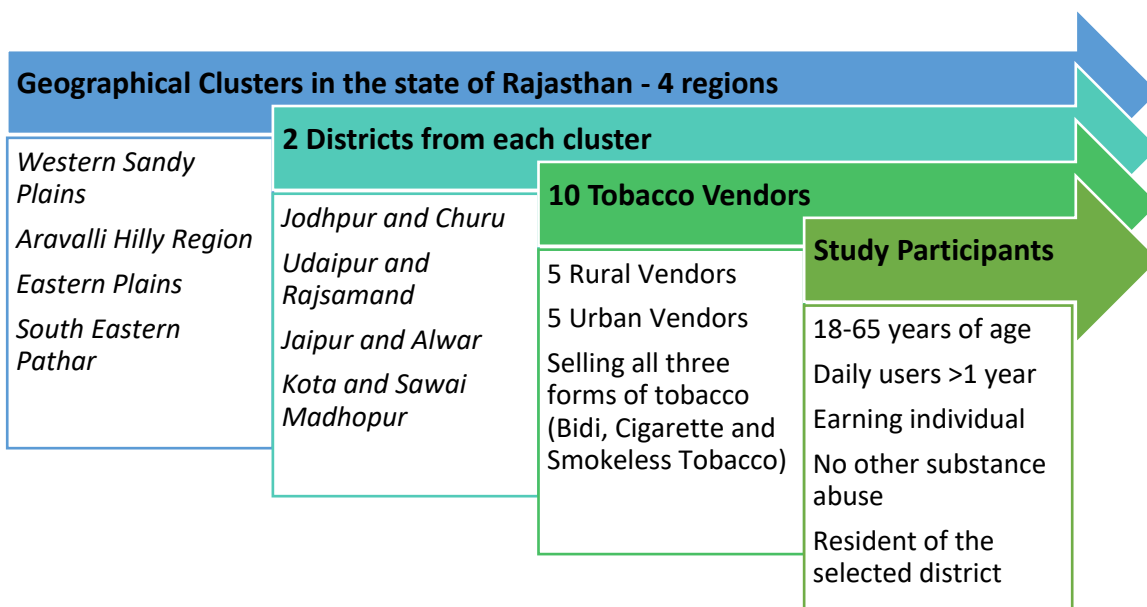 Geographical Clusters in the state of Rajasthan - 4 regions
Western Sandy
Plains
Aravalli Hilly Region
Eastern Plains
South Eastern
Pathar
2 Districts from each cluster
Jodhpur and Churu
Udaipur and
Rajsamand
Jaipur and Alwar
Kota and Sawai
Madhopur
10 Tobacco Vendors
5 Rural Vendors
5 Urban Vendors
Selling all three
forms of tobacco
(Bidi, Cigarette and
Smokeless Tobacco)
Study Participants
18-65 years of age
Daily users >1 year
Earning individual
No other substance
abuse
Resident of the
selected district